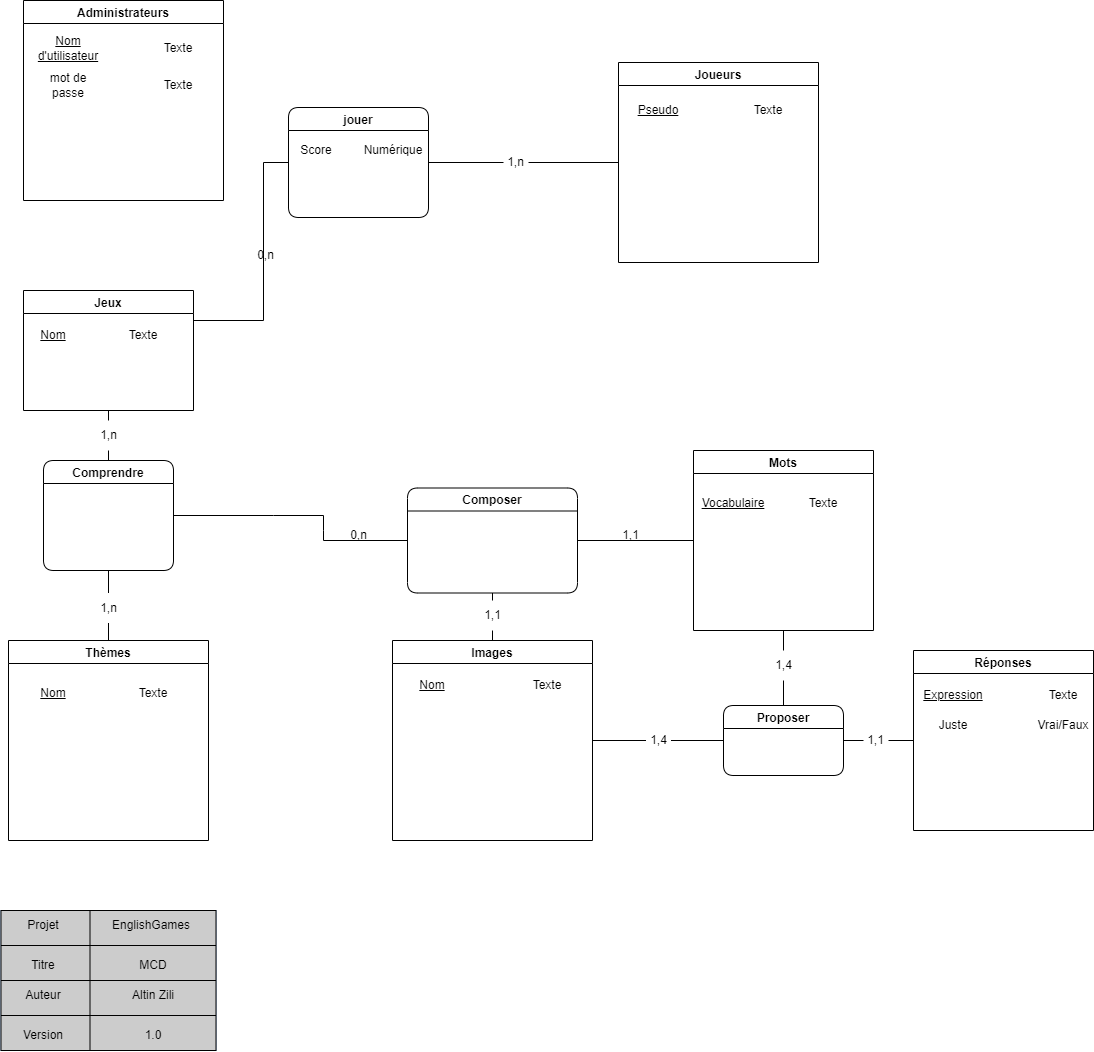 Administrateurs
Nom
d'utilisateur
Texte
mot de
passe
Texte
Joueurs
Pseudo
Texte
jouer
Score
Numérique
1,n
0,n
Jeux
Nom
Texte
1,n
Comprendre
Composer
0,n
1,1
Mots
Vocabulaire
Texte
1,n
1,1
Thèmes
Nom
Texte
Images
Nom
Texte
1,4
Proposer
1,4
1,1
Réponses
Expression
Texte
Juste
Vrai/Faux
Projet
EnglishGames
Titre
MCD
Auteur
Altin Zili
Version
1.0